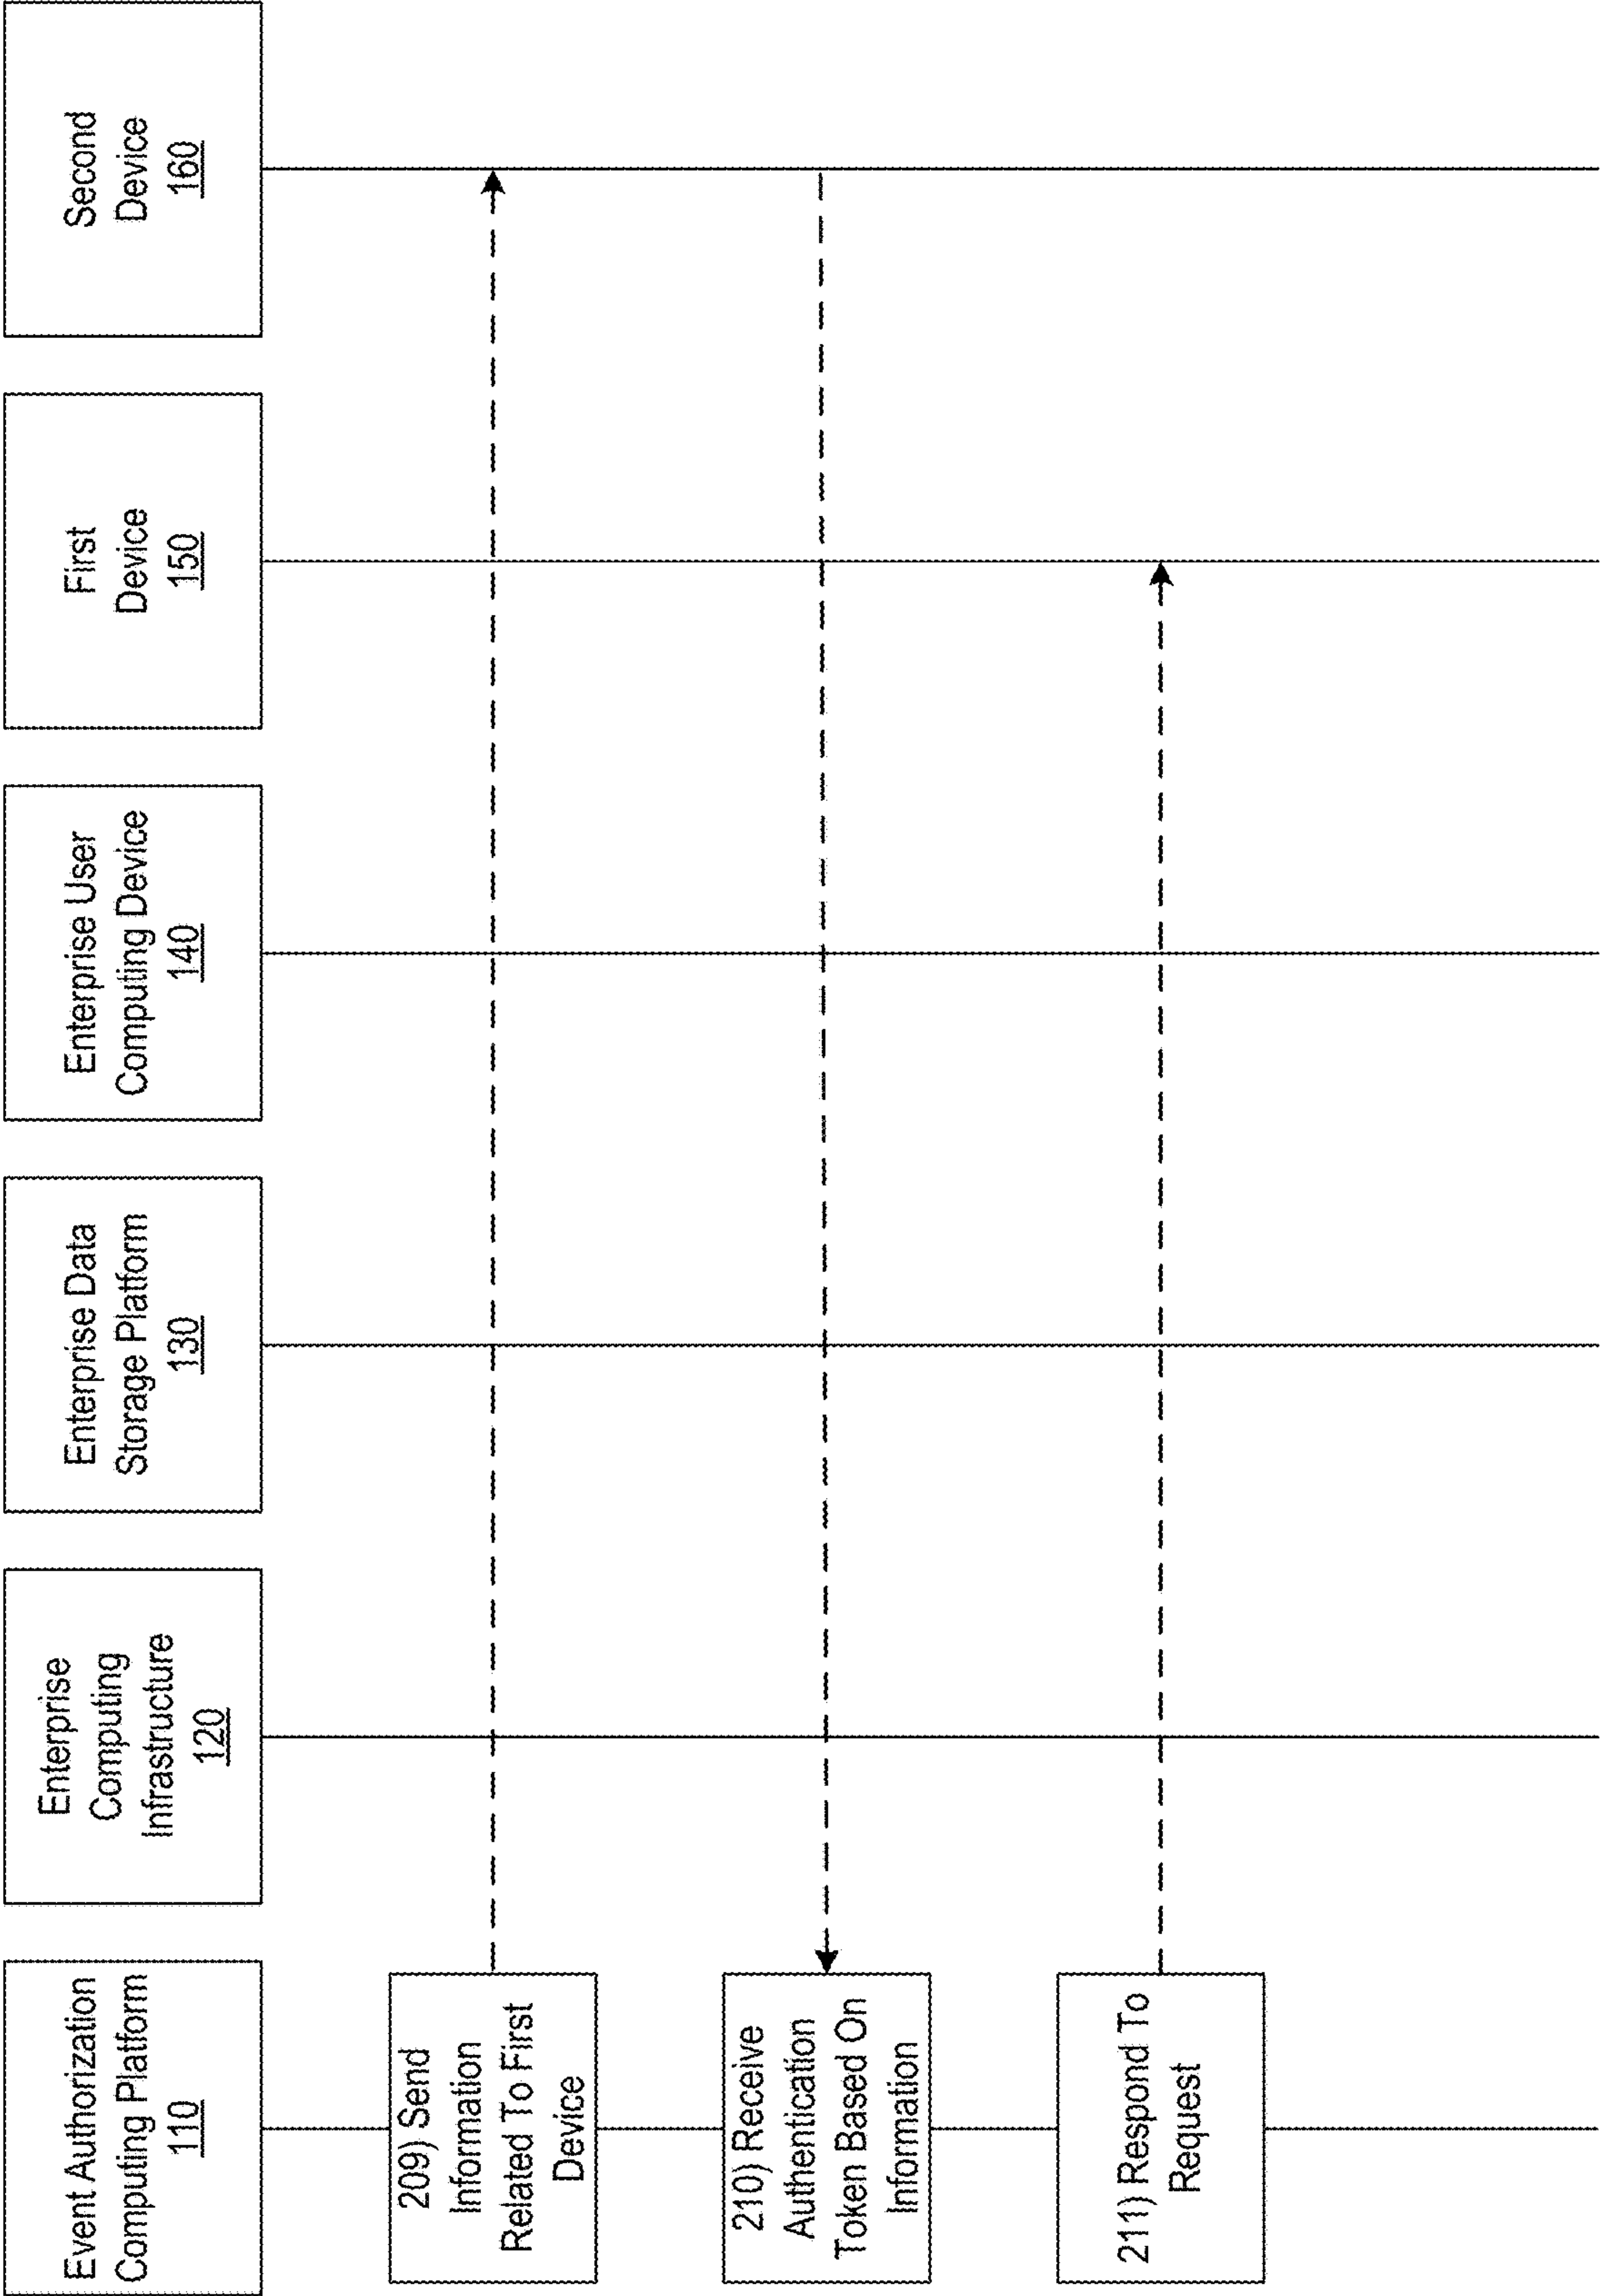 Event Authorization
Computing Platform
110
Enterprise
Computing
Infrastructure
120
Enterprise Data
Storage Platform
130
Enterprise User
Computing Device
140
First
Device
150
Second
Device
160
209) Send
Information
Related To First
Device
210) Receive
Authentication
Token Based On
Information
211) Respond To
Request